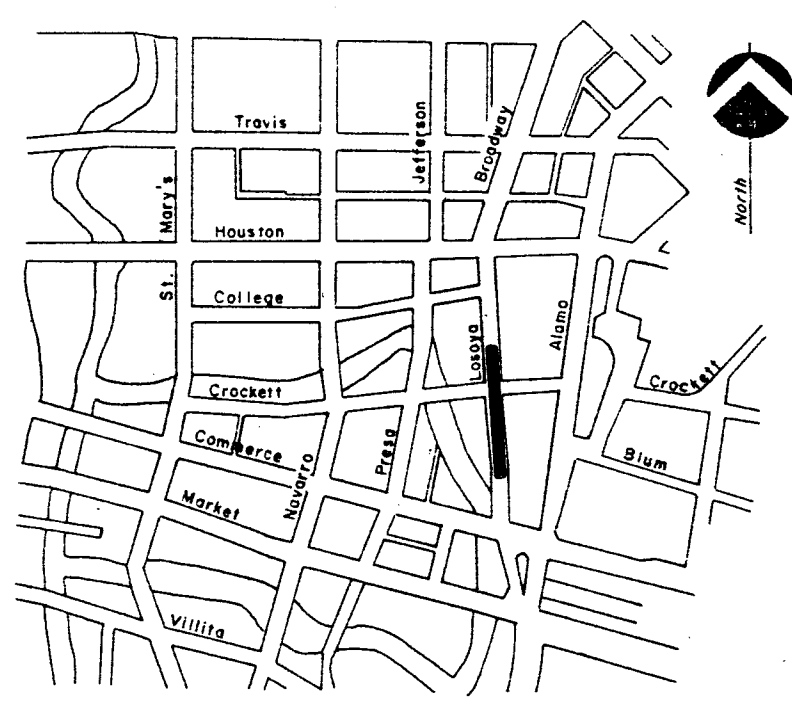 Travis
Jefferson
Broadway
North
St. Mary's
Houston
College
Losoya
Alamo
Crockett
Crockett
Commerce
Presa
Blum
Navarro
Market
Villita